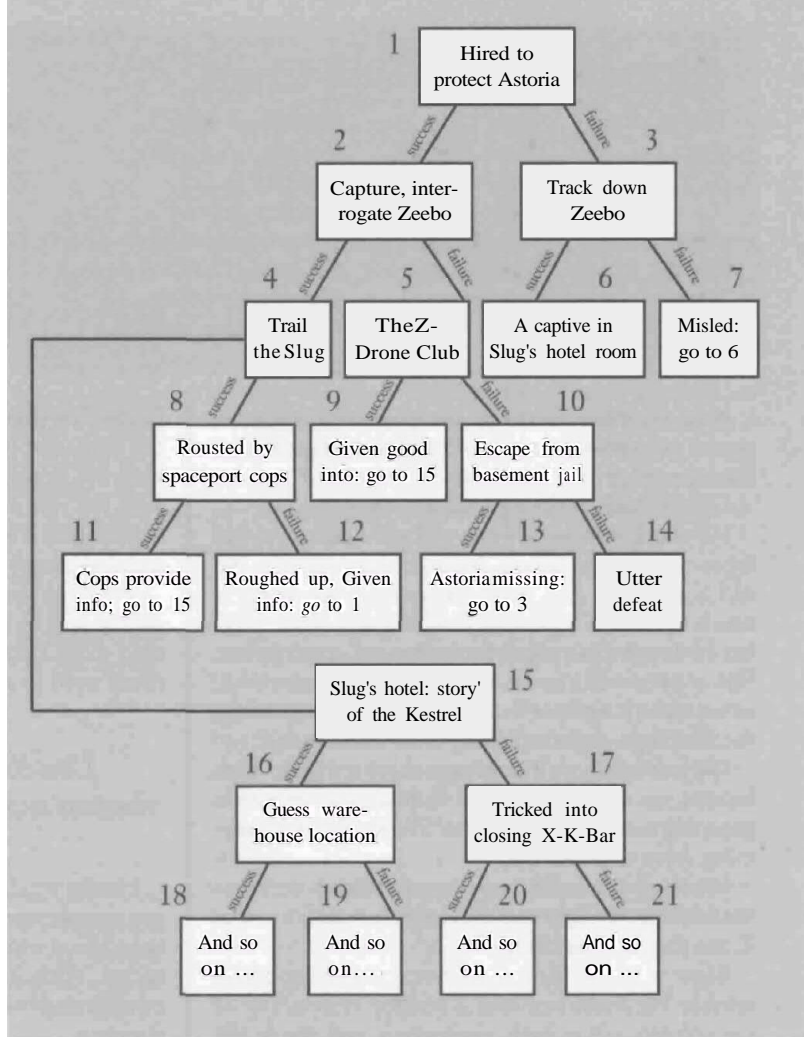 1
Hired to
protect Astoria
success
failure
2
3
Capture, inter-
rogate Zeebo
Track down
Zeebo
success
failure
success
failure
4
5
6
7
Trail
the Slug
The Z-
Drone Club
A captive in
Slug's hotel room
Misled:
go to 6
success
success
failure
8
9
10
Rousted by
spaceport cops
Given good
into: go to 15
Escape from
basement jail
success
failure
success
failure
11
12
13
14
Cops provide
info; go to 15
Roughed up, Given
info: go to 1
Astoria missing:
go to 3
Utter
defeat
Slug's hotel: story'
of the Kestrel
15
success
failure
16
17
Guess ware-
house location
Tricked into
closing X-K-Bar
success
failure
success
failure
18
19
20
21
And so
on ...
And so
on...
And so
on ...
And so
on ...